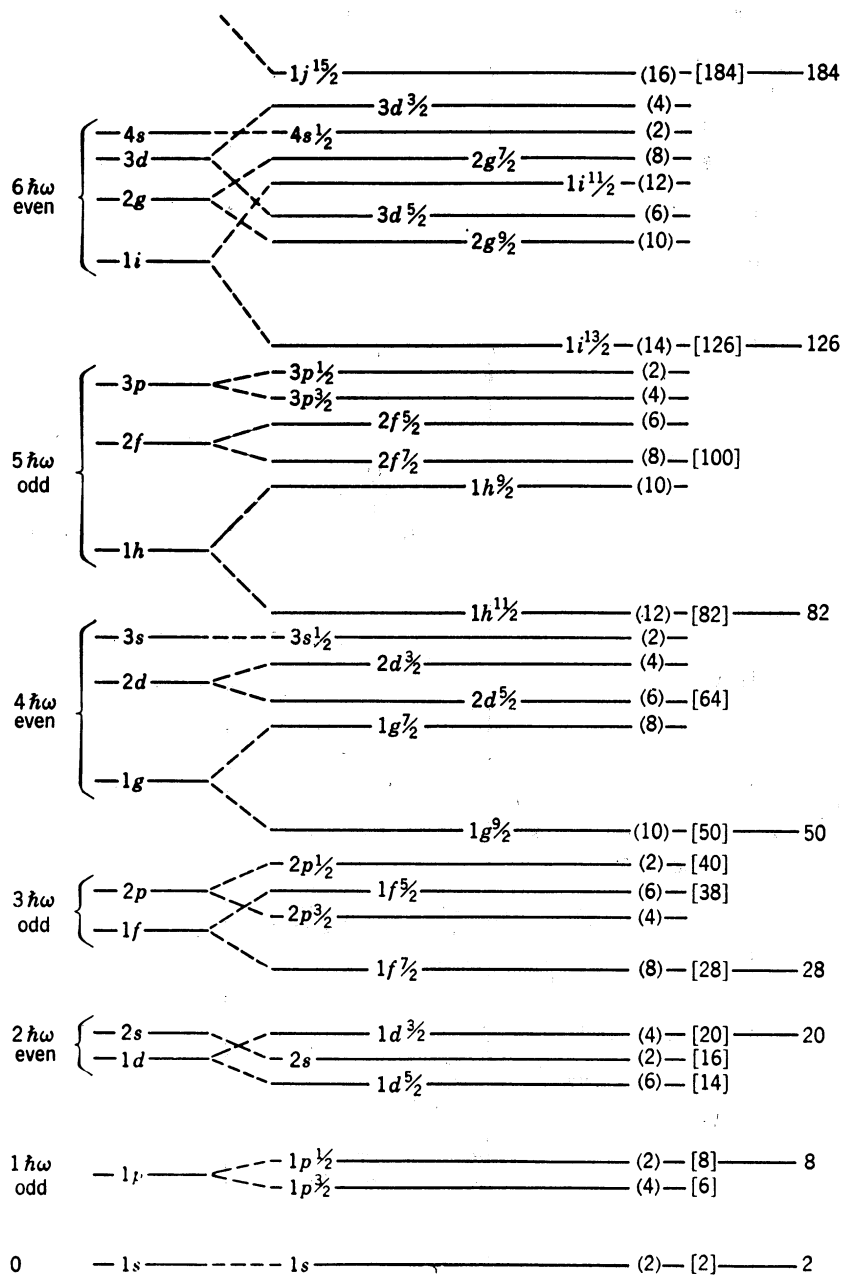 1j 15/2 (16) [184] 184
3d 3/2 (4)
4s 4s 1/2 (2)
3d 2g 7/2 (8)
6 ħω 1i 11/2 (12)
even 2g 3d 5/2 (6)
2g 9/2 (10)
1i
1i 13/2 (14) [126] 126
3p 3p 1/2 (2)
3p 3/2 (4)
2f 2f 5/2 (6)
5 ħω 2f 7/2 (8) [100]
odd 1h 9/2 (10)
1h
1h 11/2 (12) [82] 82
3s 3s 1/2 (2)
2d 2d 3/2 (4)
4 ħω 2d 5/2 (6) [64]
even 1g 7/2 (8)
1g
1g 9/2 (10) [50] 50
2p 1/2 (2) [40]
3 ħω 2p 1f 5/2 (6) [38]
odd 1f 2p 3/2 (4)
1f 7/2 (8) [28] 28
2 ħω 2s 1d 3/2 (4) [20] 20
even 1d 2s (2) [16]
1d 5/2 (6) [14]
1 ħω 1p 1p 1/2 (2) [8] 8
odd 1p 3/2 (4) [6]
0 1s 1s (2) [2] 2